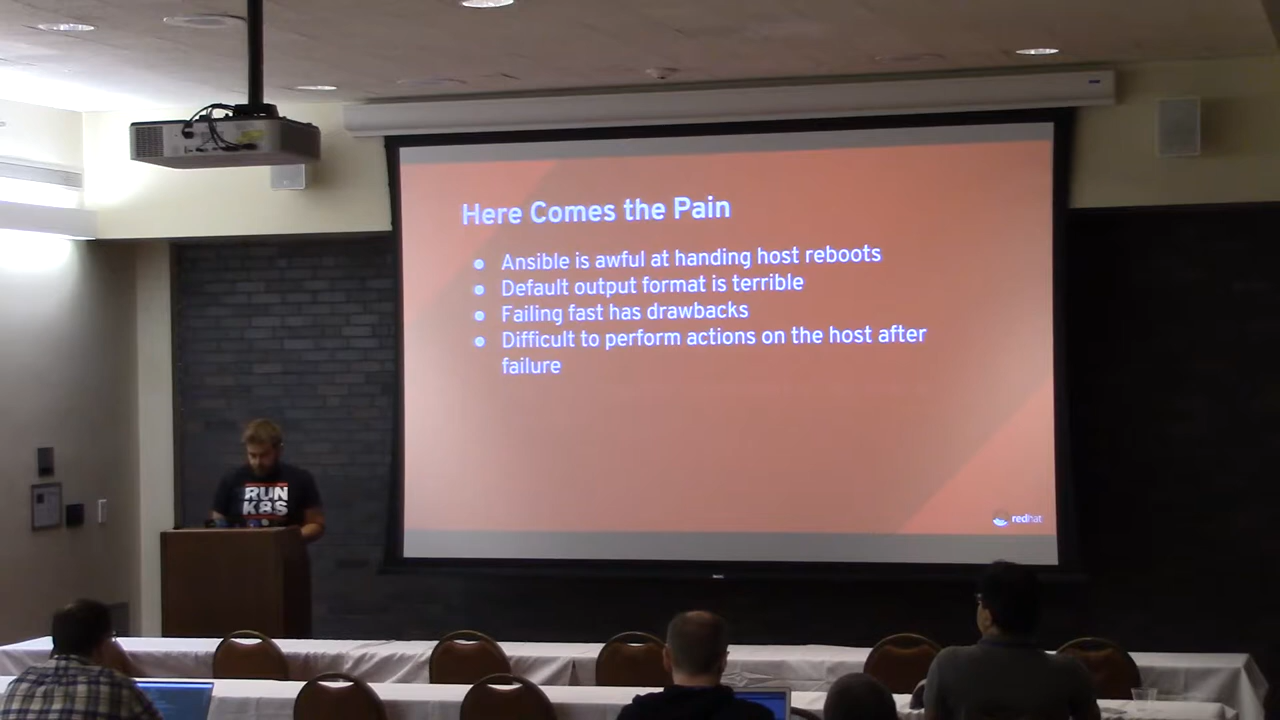 Here Comes the Pain
Ansible is awful at handing host reboots
Default output format is terrible
Failing fast has drawbacks
Difficult to perform actions on the host after
failure
redhat
RUN
K8S